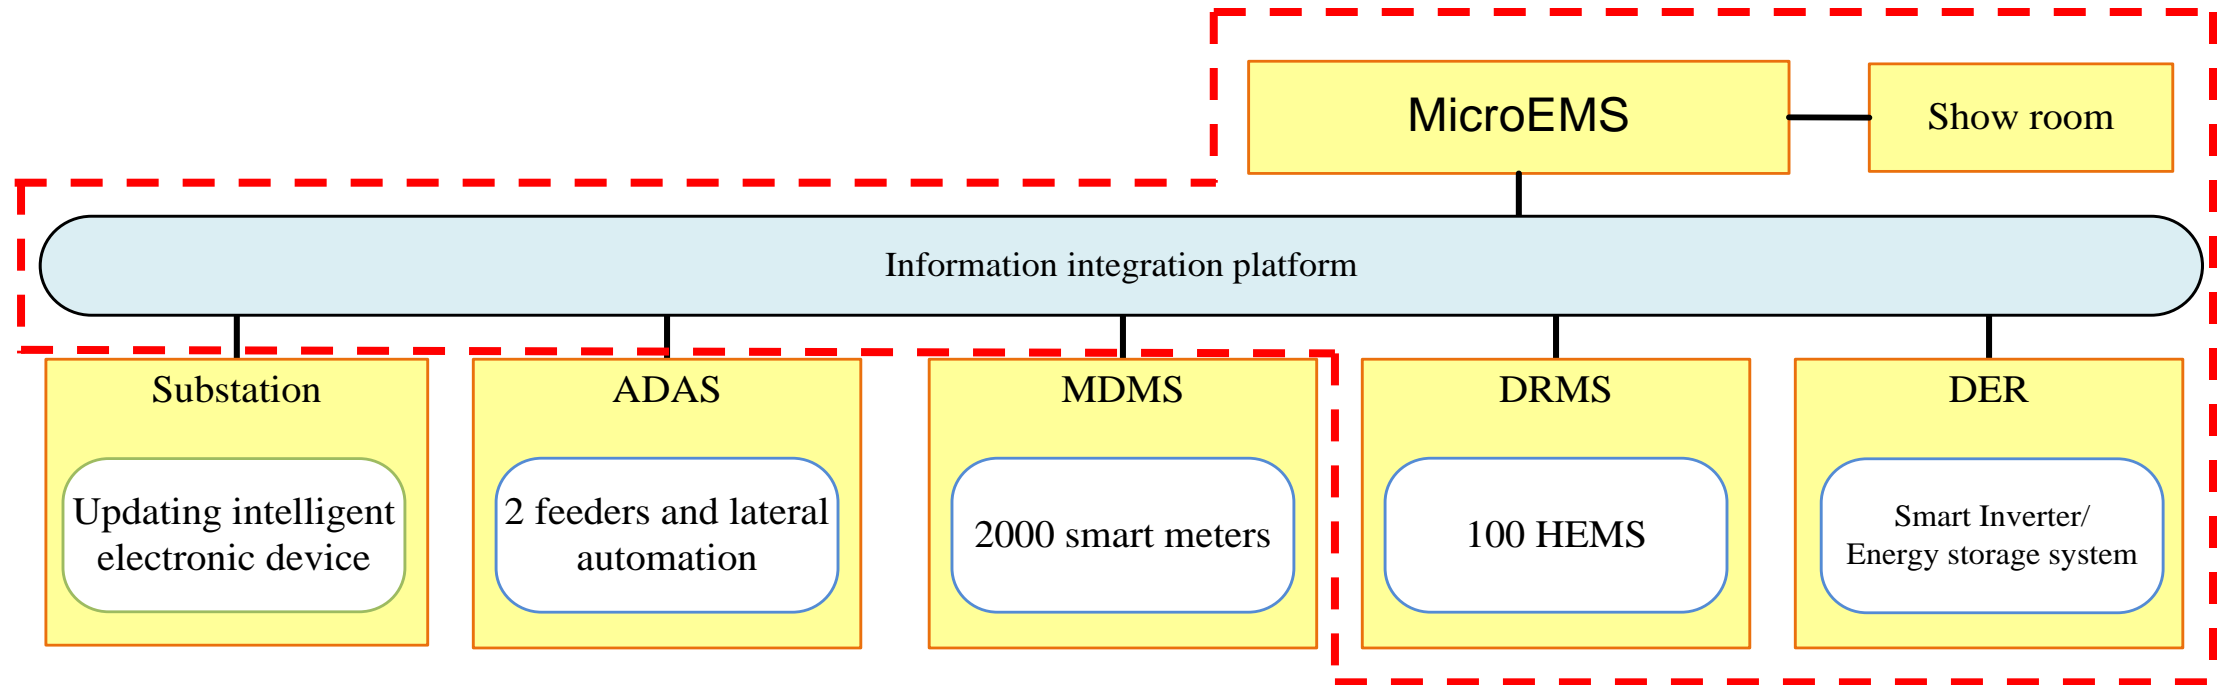 MicroEMS
Show room
Information integration platform
Substation
ADAS
MDMS
DRMS
DER
Updating intelligent
electronic device
2 feeders and lateral
automation
2000 smart meters
100 HEMS
Smart Inverter/
Energy storage system